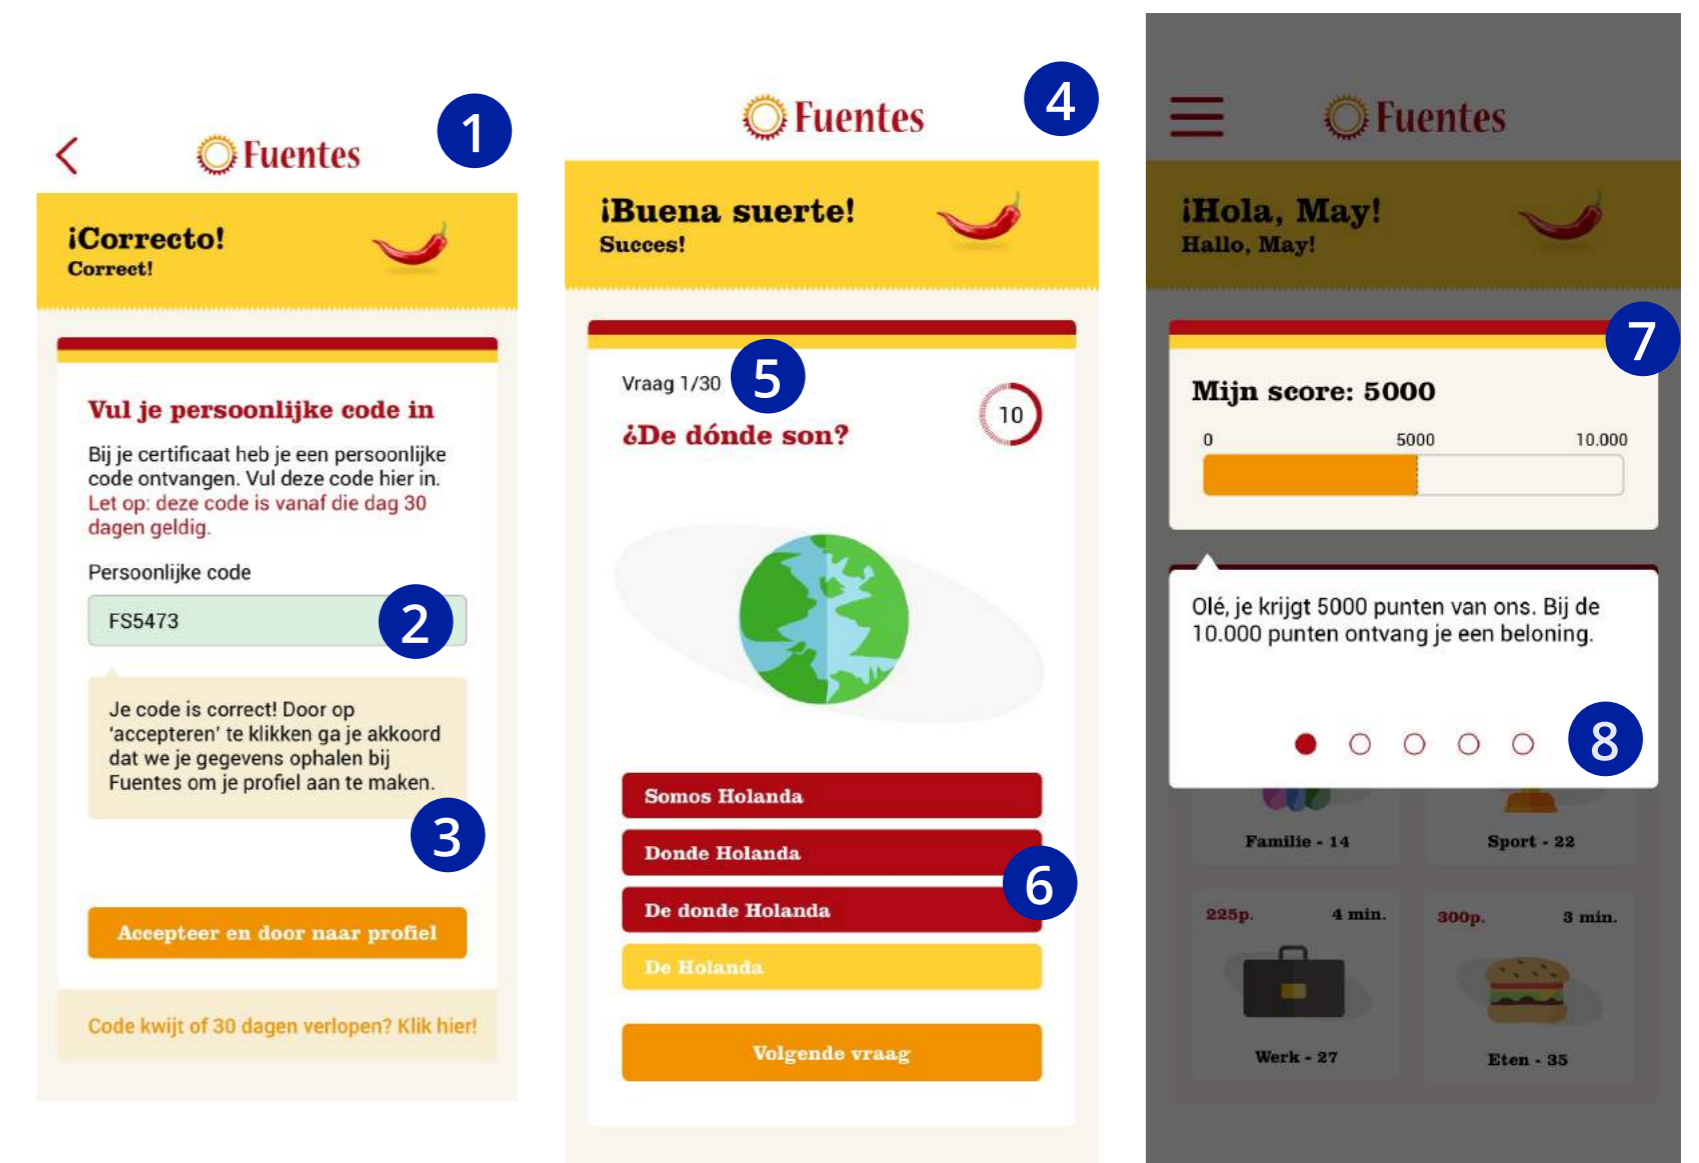 1
Fuentes
¡Correcto!
Correct!
Vul je persoonlijke code in
Bij je certificaat heb je een persoonlijke
code ontvangen. Vul deze code hier in.
Let op: deze code is vanaf die dag 30
dagen geldig.
Persoonlijke code
FS5473
2
Je code is correct! Door op
'accepteren' te klikken ga je akkoord
dat we je gegevens ophalen bij
Fuentes om je profiel aan te maken.
3
Accepteer en door naar profiel
Code kwijt of 30 dagen verlopen? Klik hier!
Fuentes
4
¡Buena suerte!
Succes!
Vraag 1/30
5
¿De dónde son?
10
Somos Holanda
Donde Holanda
De donde Holanda
6
De Holanda
Volgende vraag
Fuentes
¡Hola, May!
Hallo, May!
7
Mijn score: 5000
0 5000 10.000
Olé, je krijgt 5000 punten van ons. Bij de
10.000 punten ontvang je een beloning.
8
Familie - 14
Sport - 22
225p. 4 min.
Werk - 27
300p. 3 min.
Eten - 35